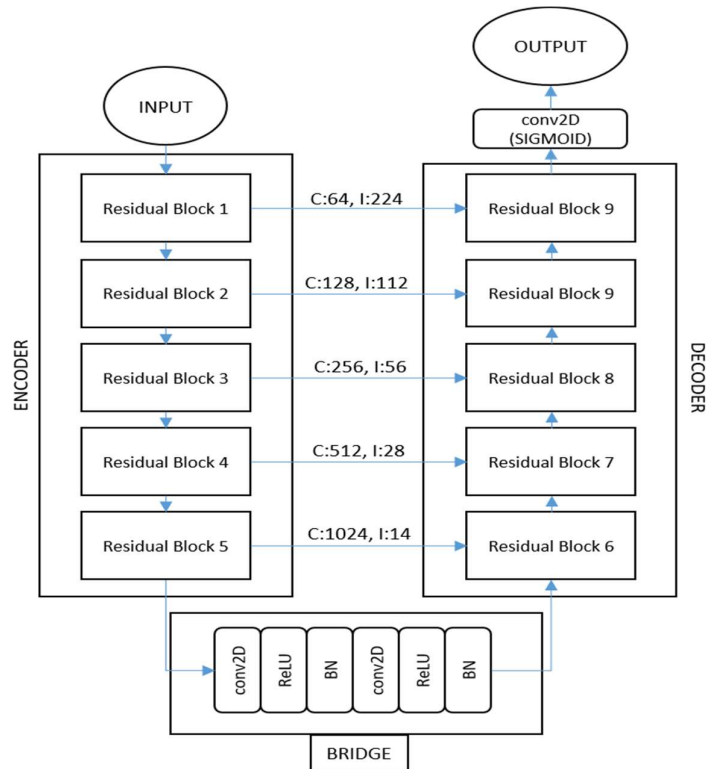 OUTPUT
INPUT
conv2D
(SIGMOID)
ENCODER
Residual Block 1
C:64, I:224
Residual Block 9
Residual Block 2
C:128, I:112
Residual Block 9
Residual Block 3
C:256, I:56
Residual Block 8
Residual Block 4
C:512, I:28
Residual Block 7
Residual Block 5
C:1024, I:14
Residual Block 6
DECODER
conv2D
ReLU
BN
conv2D
ReLU
BN
BRIDGE